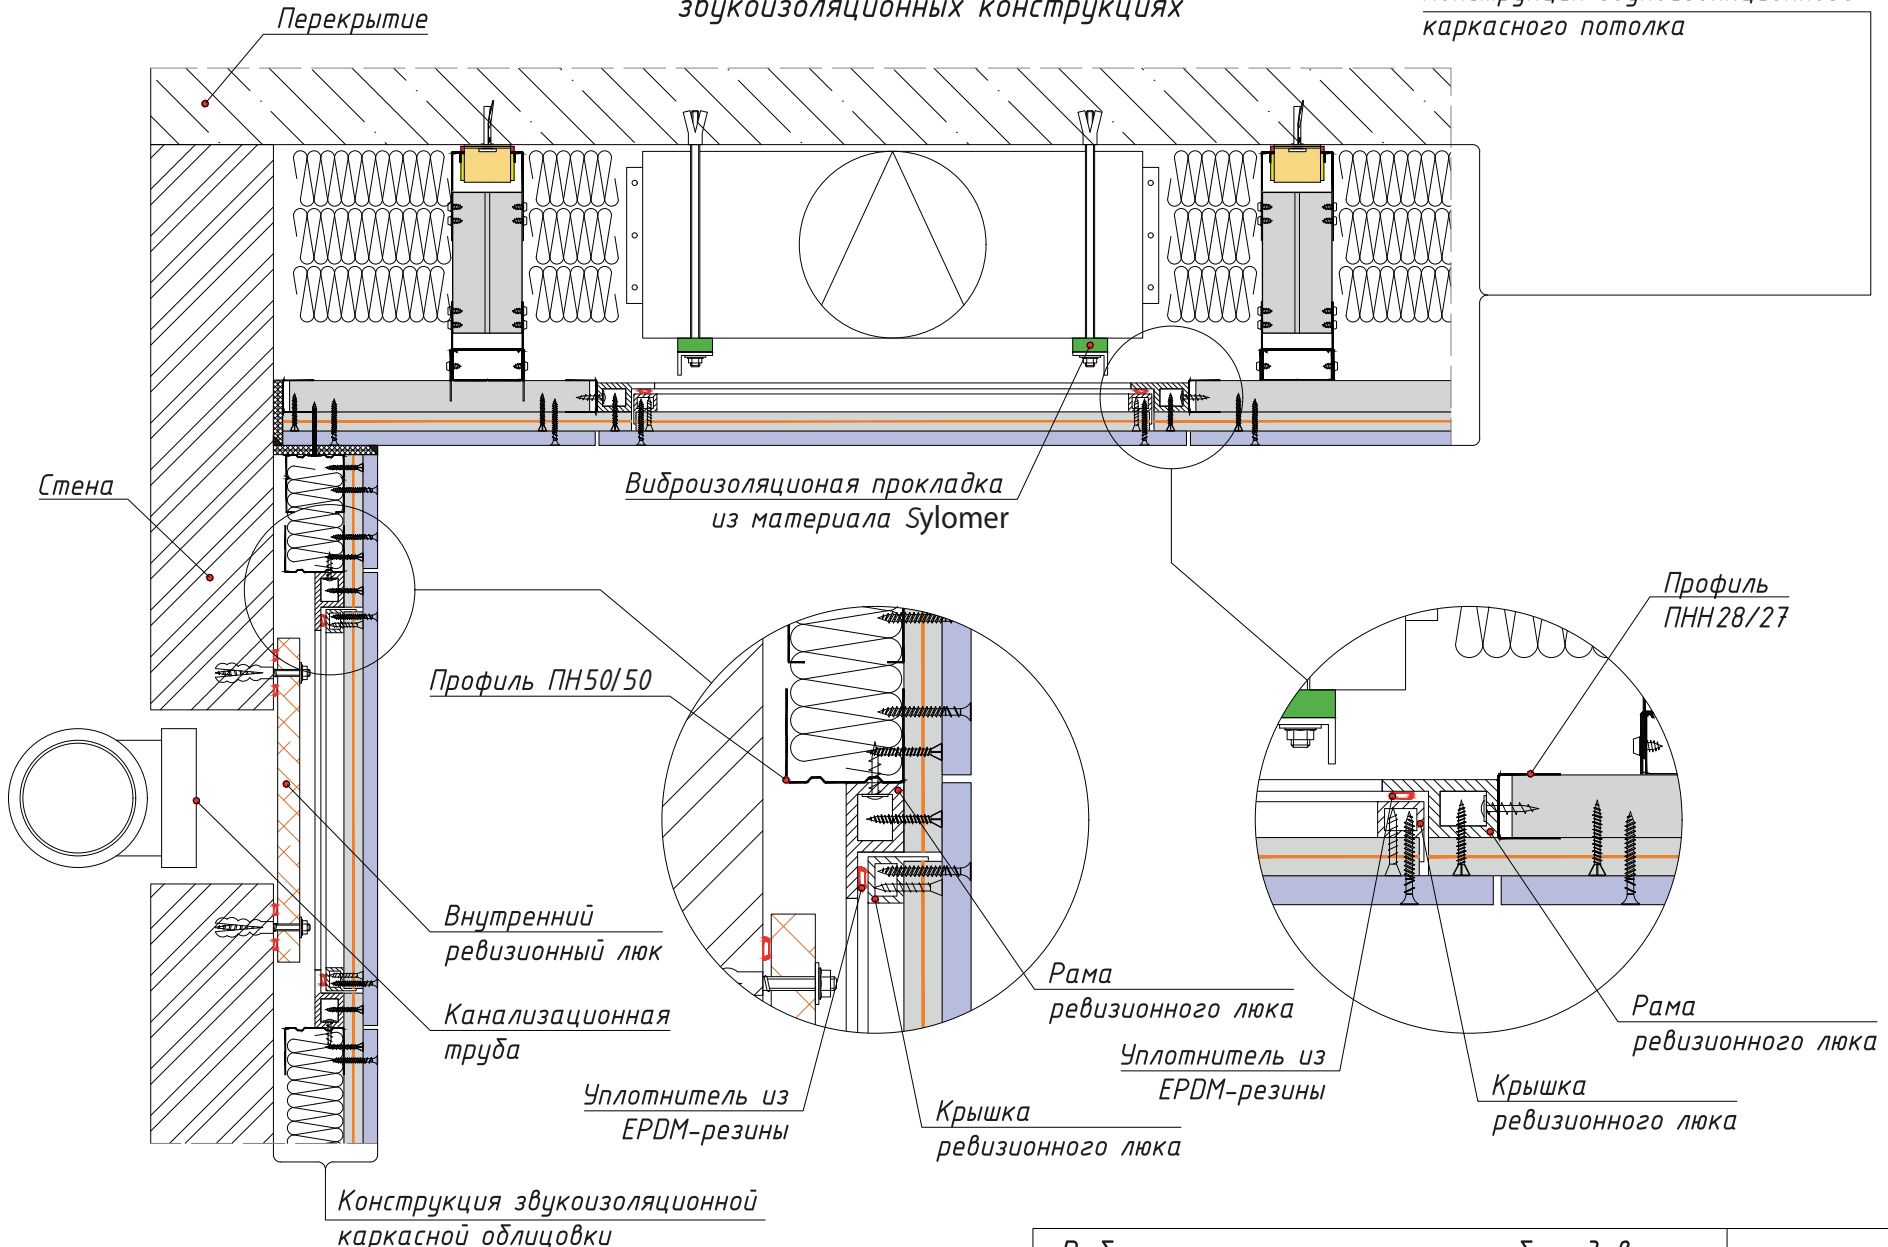 звукоизоляционных конструкциях
каркасного потолка
Перекрытие
Стена
Виброизоляционая прокладка
из материала Sylomer
Профиль
ПНН28/27
Профиль ПН50/50
Внутренний
ревизионный люк
Канализационная
труба
Рама
ревизионного люка
Рама
ревизионного люка
Уплотнитель из
EPDM-резины
Уплотнитель из
EPDM-резины
Крышка
ревизионного люка
Крышка
ревизионного люка
Конструкция звукоизоляционной
каркасной облицовки